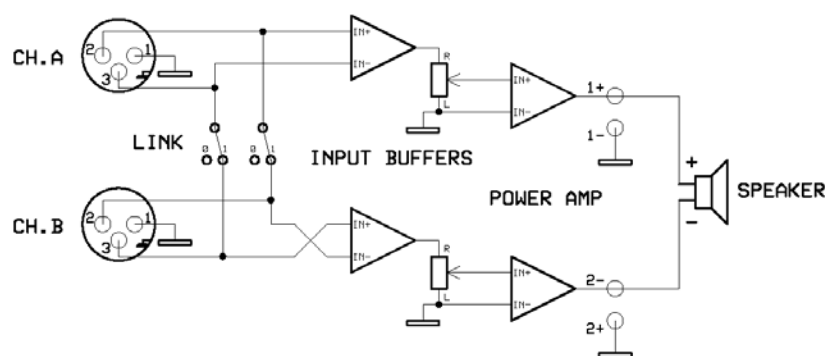 CH.A
2
1
3
IN+
IN-
R
L
IN+
IN-
1+
1-
LINK
0
1
0
1
INPUT BUFFERS
POWER AMP
+
-
SPEAKER
CH.B
2
1
3
IN+
IN-
R
L
IN+
IN-
2-
2+